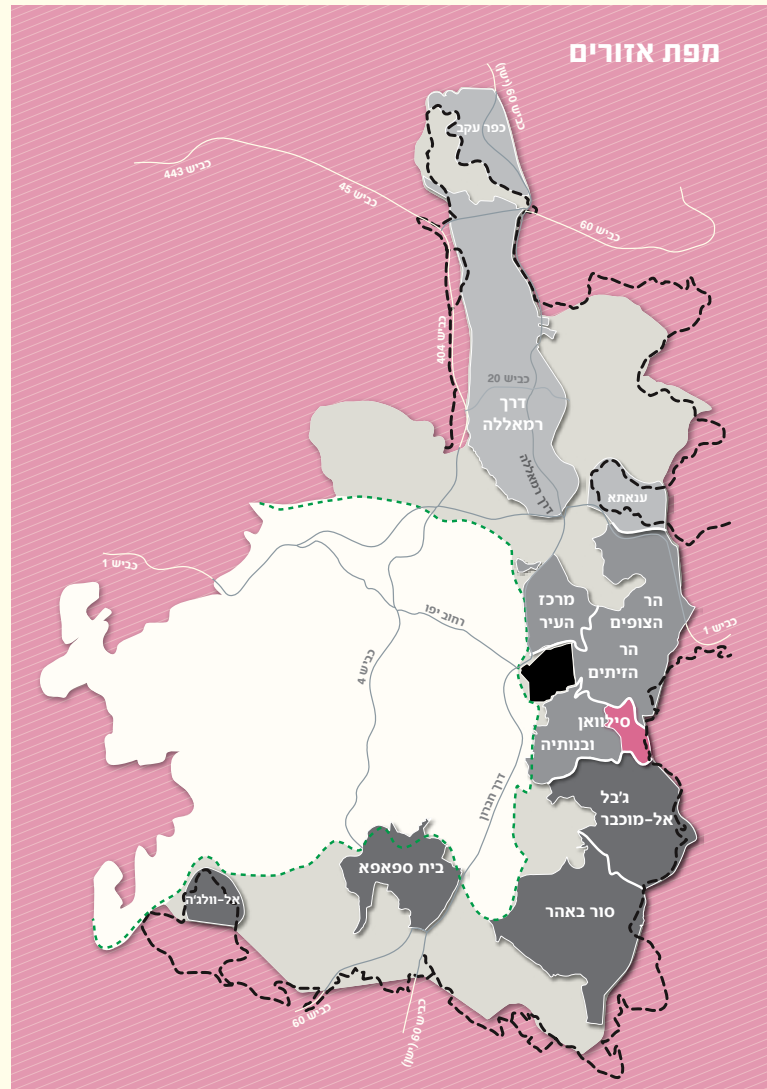 מפת אזורים
כביש 60 (ישן)
כפר עקב
כביש 443
כביש 45
כביש 60
כביש 404
כביש 20
דרך
רמאללה
דרך רמאללה
ענאתא
כביש 1
מרכז
העיר
הר
הצופים
הר
הזיתים
כביש 1
רחוב יפו
כביש 4
סילוואן
ובנותיה
ג'בל
אל-מוכבר
דרך חברון
בית ספאפא
אל-וולג'ה
סור באהר
כביש 60
כביש 60 (ישן)